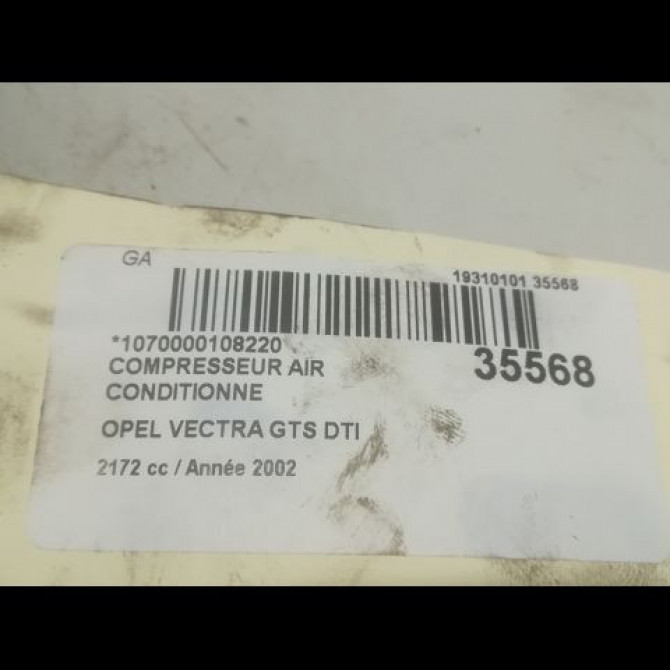 GA
19310101 35568
*1070000108220
35568
COMPRESSEUR AIR
CONDITIONNE
OPEL VECTRA GTS DTI
2172 cc / Année 2002